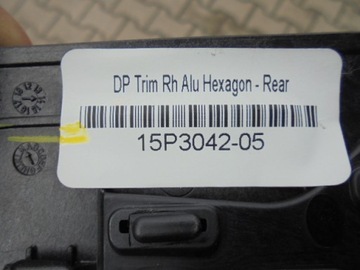 DP Trim Rh Alu Hexagon - Rear
15P3042-05